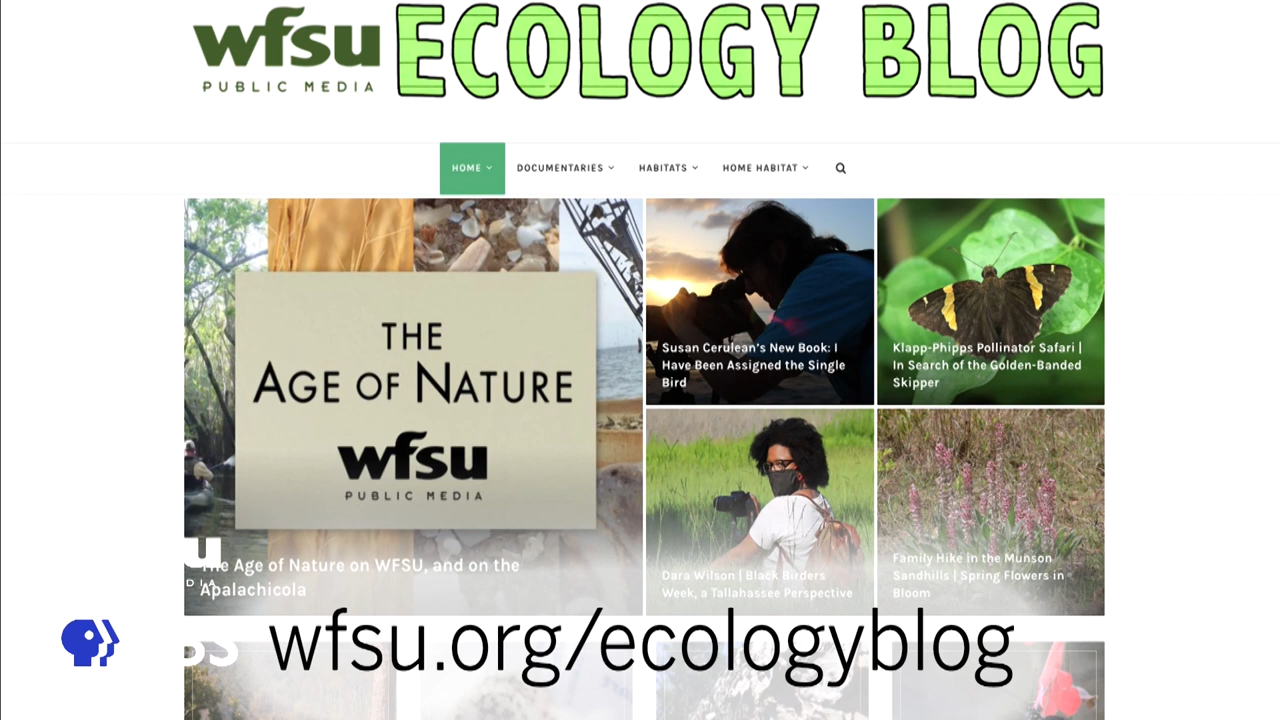 wfsu ECOLOGY BLOG
PUBLIC MEDIA
HOME DOCUMENTARIES HABITATS HOME HABITAT
THE
AGE OF NATURE
wfsu
PUBLIC MEDIA
The Age of Nature on WFSU, and on the
Apalachicola
Susan Cerulean's New Book: I
Have Been Assigned the Single
Bird
Klapp-Phipps Pollinator Safari |
In Search of the Golden-Banded
Skipper
Dara Wilson | Black Birders
Week, a Tallahassee Perspective
Family Hike in the Munson
Sandhills | Spring Flowers in
Bloom
wfsu.org/ecologyblog